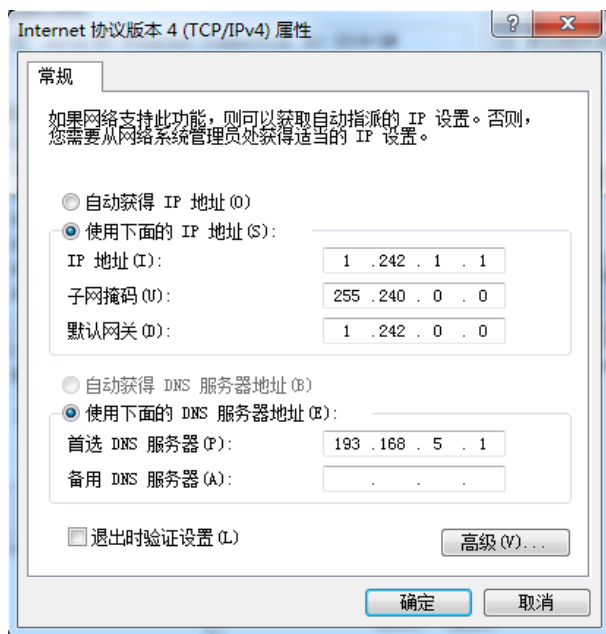 Internet 协议版本 4 (TCP/IPv4) 属性
常规
如果网络支持此功能，则可以获取自动指派的 IP 设置。否则，
您需要从网络系统管理员处获得适当的 IP 设置。
自动获得 IP 地址(O)
使用下面的 IP 地址(S):
IP 地址(I): 1 .242 . 1 . 1
子网掩码(U): 255 .240 . 0 . 0
默认网关(D): 1 .242 . 0 . 0
自动获得 DNS 服务器地址(B)
使用下面的 DNS 服务器地址(E):
首选 DNS 服务器(P): 193 .168 . 5 . 1
备用 DNS 服务器(A): . . .
退出时验证设置(L)
高级(V)...
确定 取消